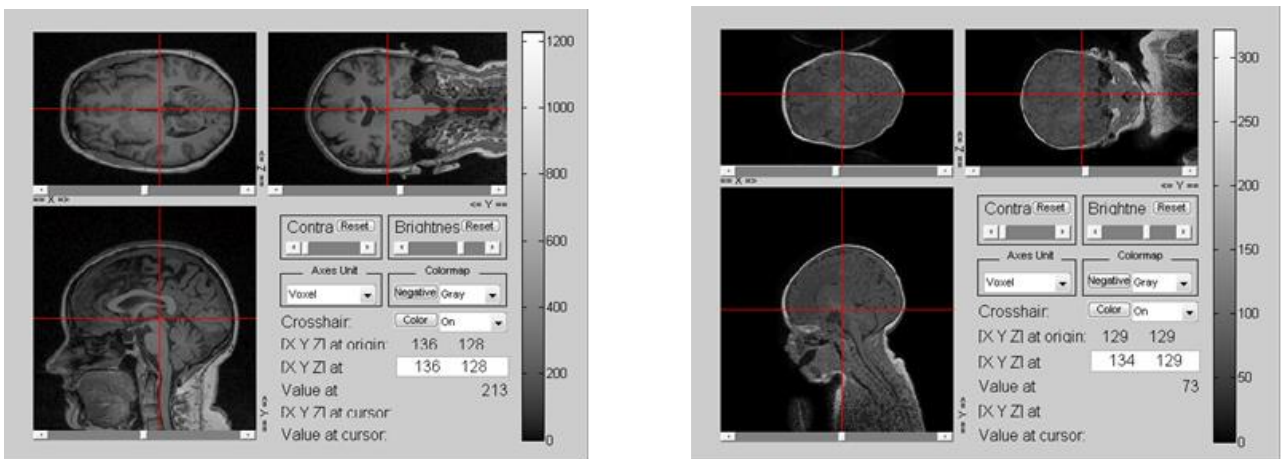 1200
1000
800
600
400
200
0
== X =>
<= Z ==
<= Y ==
<= Y ==
Contra Reset
Brightnes Reset
Axes Unit
Colormap
Voxel
Negative Gray
Crosshair: Color On
[X Y Z] at origin: 136 128
[X Y Z] at 136 128
Value at 213
[X Y Z] at cursor:
Value at cursor:
300
250
200
150
100
50
0
== X =>
<= Z ==
<= Y ==
<= Y ==
Contra Reset
Brightne Reset
Axes Unit
Colormap
Voxel
Negative Gray
Crosshair: Color On
[X Y Z] at origin: 129 129
[X Y Z] at 134 129
Value at 73
[X Y Z] at
Value at cursor: